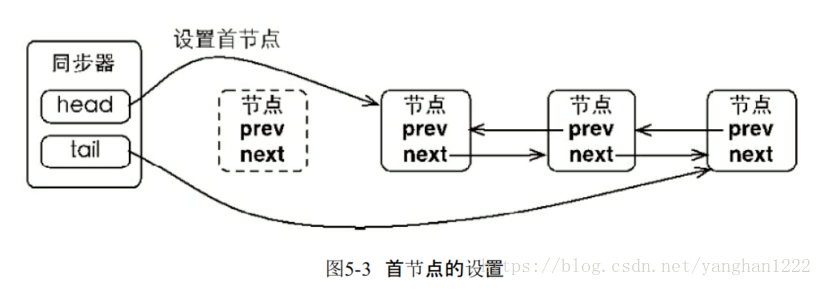 设置首节点
同步器
head
tail
节点
prev
next
节点
prev
next
节点
prev
next
节点
prev
next
图5-3 首节点的设置
https://blog.csdn.net/yanghan1222